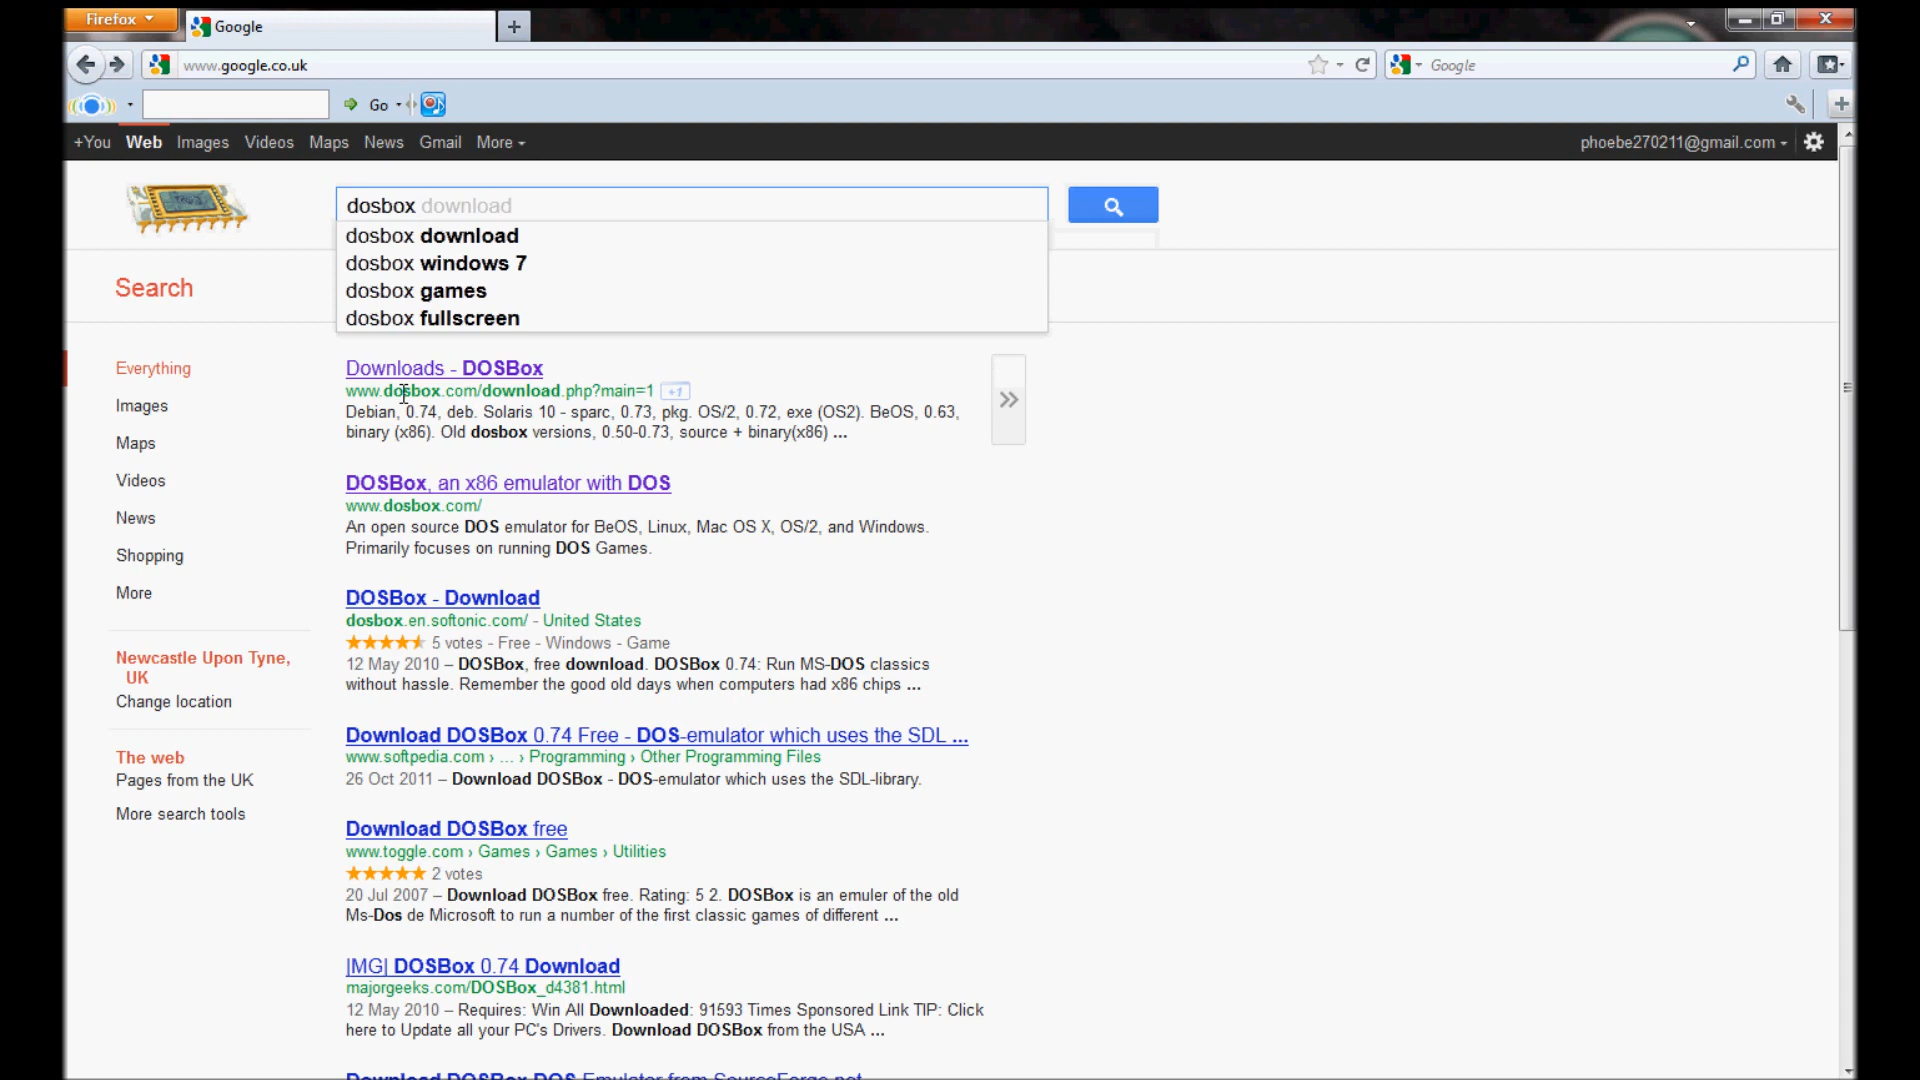 Firefox
Google
www.google.co.uk
Google
Go
+You Web Images Videos Maps News Gmail More
phoebe270211@gmail.com
dosbox download
dosbox download
dosbox windows 7
dosbox games
dosbox fullscreen
Search
Everything
Images
Maps
Videos
News
Shopping
More
Newcastle Upon Tyne,
UK
Change location
The web
Pages from the UK
More search tools
Downloads - DOSBox
www.dosbox.com/download.php?main=1 +1
Debian, 0.74, deb. Solaris 10 - sparc, 0.73, pkg. OS/2, 0.72, exe (OS2). BeOS, 0.63,
binary (x86). Old dosbox versions, 0.50-0.73, source + binary(x86) ...
DOSBox, an x86 emulator with DOS
www.dosbox.com/
An open source DOS emulator for BeOS, Linux, Mac OS X, OS/2, and Windows.
Primarily focuses on running DOS Games.
DOSBox - Download
dosbox.en.softonic.com/ - United States
5 votes - Free - Windows - Game
12 May 2010 – DOSBox, free download. DOSBox 0.74: Run MS-DOS classics
without hassle. Remember the good old days when computers had x86 chips ...
Download DOSBox 0.74 Free - DOS-emulator which uses the SDL ...
www.softpedia.com › ... › Programming › Other Programming Files
26 Oct 2011 – Download DOSBox - DOS-emulator which uses the SDL-library.
Download DOSBox free
www.toggle.com › Games › Games › Utilities
2 votes
20 Jul 2007 – Download DOSBox free. Rating: 5 2. DOSBox is an emuler of the old
Ms-Dos de Microsoft to run a number of the first classic games of different ...
|MG| DOSBox 0.74 Download
majorgeeks.com/DOSBox_d4381.html
12 May 2010 – Requires: Win All Downloaded: 91593 Times Sponsored Link TIP: Click
here to Update all your PC's Drivers. Download DOSBox from the USA ...
Download DOSBox DOS Emulator from SourceForge.net